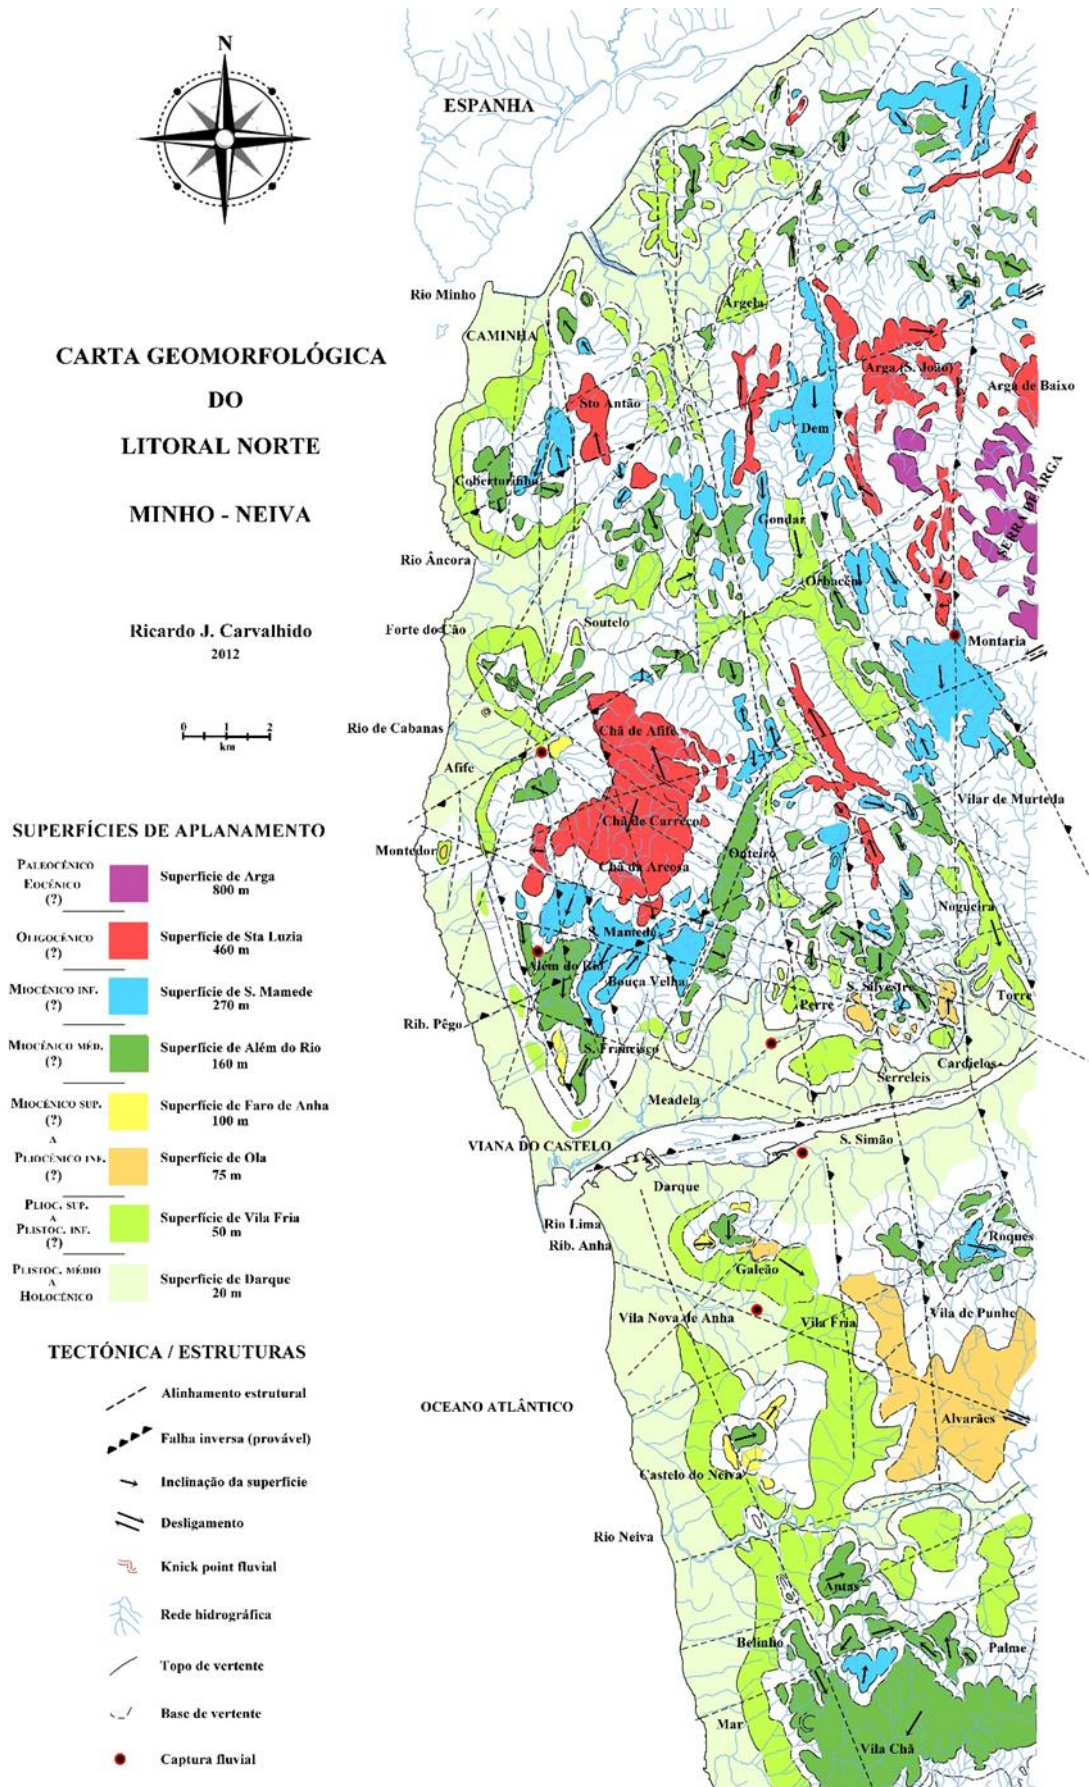 N
CARTA GEOMORFOLÓGICA
DO
LITORAL NORTE
MINHO - NEIVA
Ricardo J. Carvalhido
2012
0 1 2
km
SUPERFÍCIES DE APLANAMENTO
PALEOCÉNICO
EOCÉNICO
(?)
Superfície de Arga
800 m
OLIGOCÉNICO
(?)
Superfície de Sta Luzia
460 m
MIOCÉNICO INF.
(?)
Superfície de S. Mamede
270 m
MIOCÉNICO MÉD.
(?)
Superfície de Além do Rio
160 m
MIOCÉNICO SUP.
(?)
A
PLIOCÉNICO INF.
(?)
Superfície de Faro de Anha
100 m
Superfície de Ola
75 m
PLIOC. SUP.
A
PLISTOC. INF.
(?)
Superfície de Vila Fria
50 m
PLISTOC. MÉDIO
A
HOLOCÉNICO
Superfície de Darque
20 m
TECTÓNICA / ESTRUTURAS
Alinhamento estrutural
Falha inversa (provável)
Inclinação da superfície
Desligamento
Knick point fluvial
Rede hidrográfica
Topo de vertente
Base de vertente
Captura fluvial
ESPANHA
Rio Minho
CAMINHA
Argela
Arga (S. João)
Arga de Baixo
Sto Antão
Dem
Cobertorinho
SERRA DE ARGA
Gondar
Rio Âncora
Orbacém
Forte do Cão
Soutelo
Montaria
Rio de Cabanas
Chã de Afife
Afife
Vilar de Murteda
Chã de Carreço
Montedor
Outeiro
Chã da Areosa
Nogueira
S. Mamede
Além do Rio
Bouça Velha
S. Silvestre
Perre
Torre
Rib. Pêgo
S. Francisco
Cardielos
Serreleis
Meadela
VIANA DO CASTELO
S. Simão
Darque
Rio Lima
Rib. Anha
Roques
Galeão
Vila Nova de Anha
Vila Fria
Vila de Punhe
OCEANO ATLÂNTICO
Alvarães
Castelo do Neiva
Rio Neiva
Antas
Belinho
Palme
Mar
Vila Chã